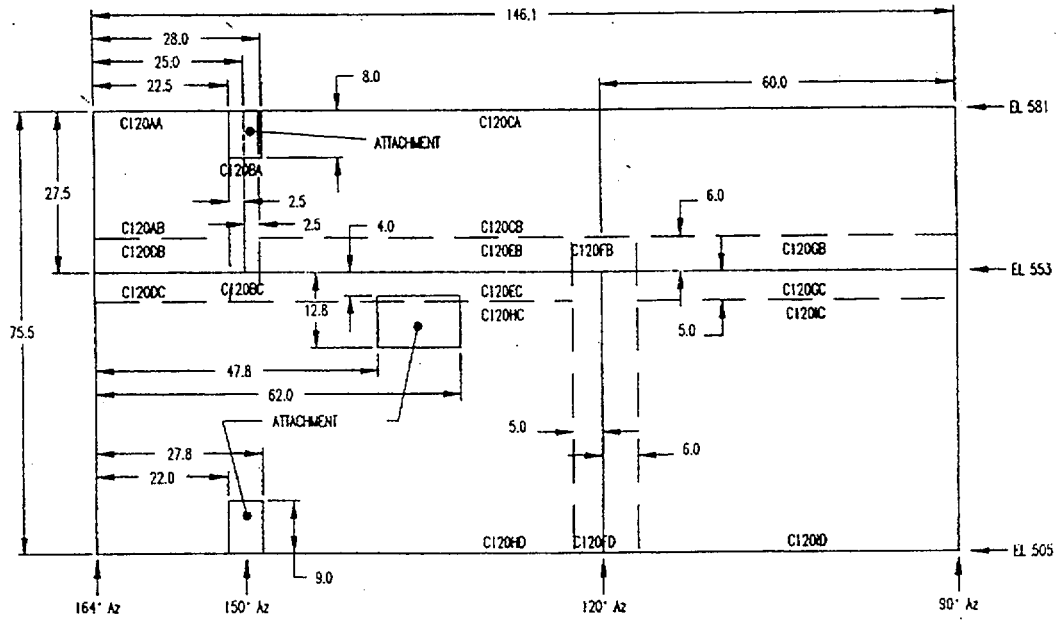 146.1
28.0
25.0
8.0
22.5
60.0
EL 581
C120AA
C120CA
ATTACHMENT
C120BA
27.5
2.5
6.0
2.5
4.0
C120AB
C120CB
C120EB
C120FB
C120GB
EL 553
C120DC
C120BC
C120EC
C120GC
12.8
C120HC
C120IC
75.5
5.0
47.8
62.0
ATTACHMENT
5.0
27.8
6.0
22.0
C120HD
C120FD
C120ID
EL 505
9.0
164° Az
150° Az
120° Az
90° Az